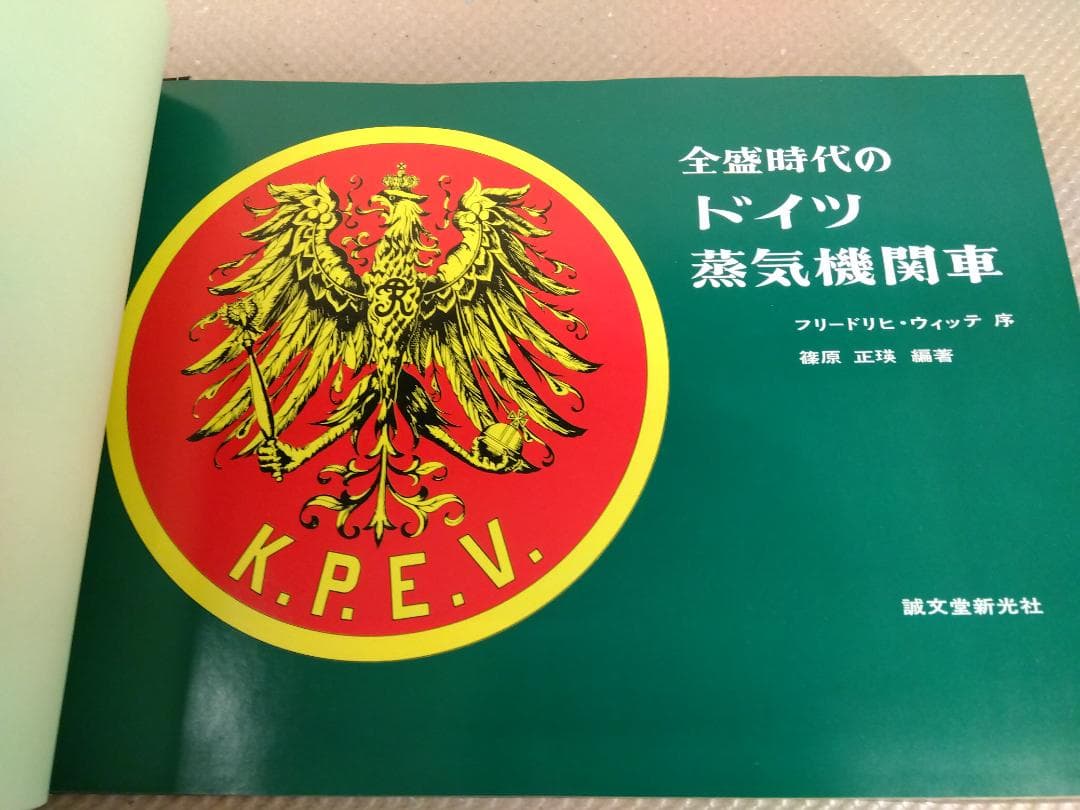 全盛時代の
ドイツ
蒸気機関車
フリードリヒ・ウィッテ 序
篠原 正瑛 編著
K.P.E.V.
誠文堂新光社